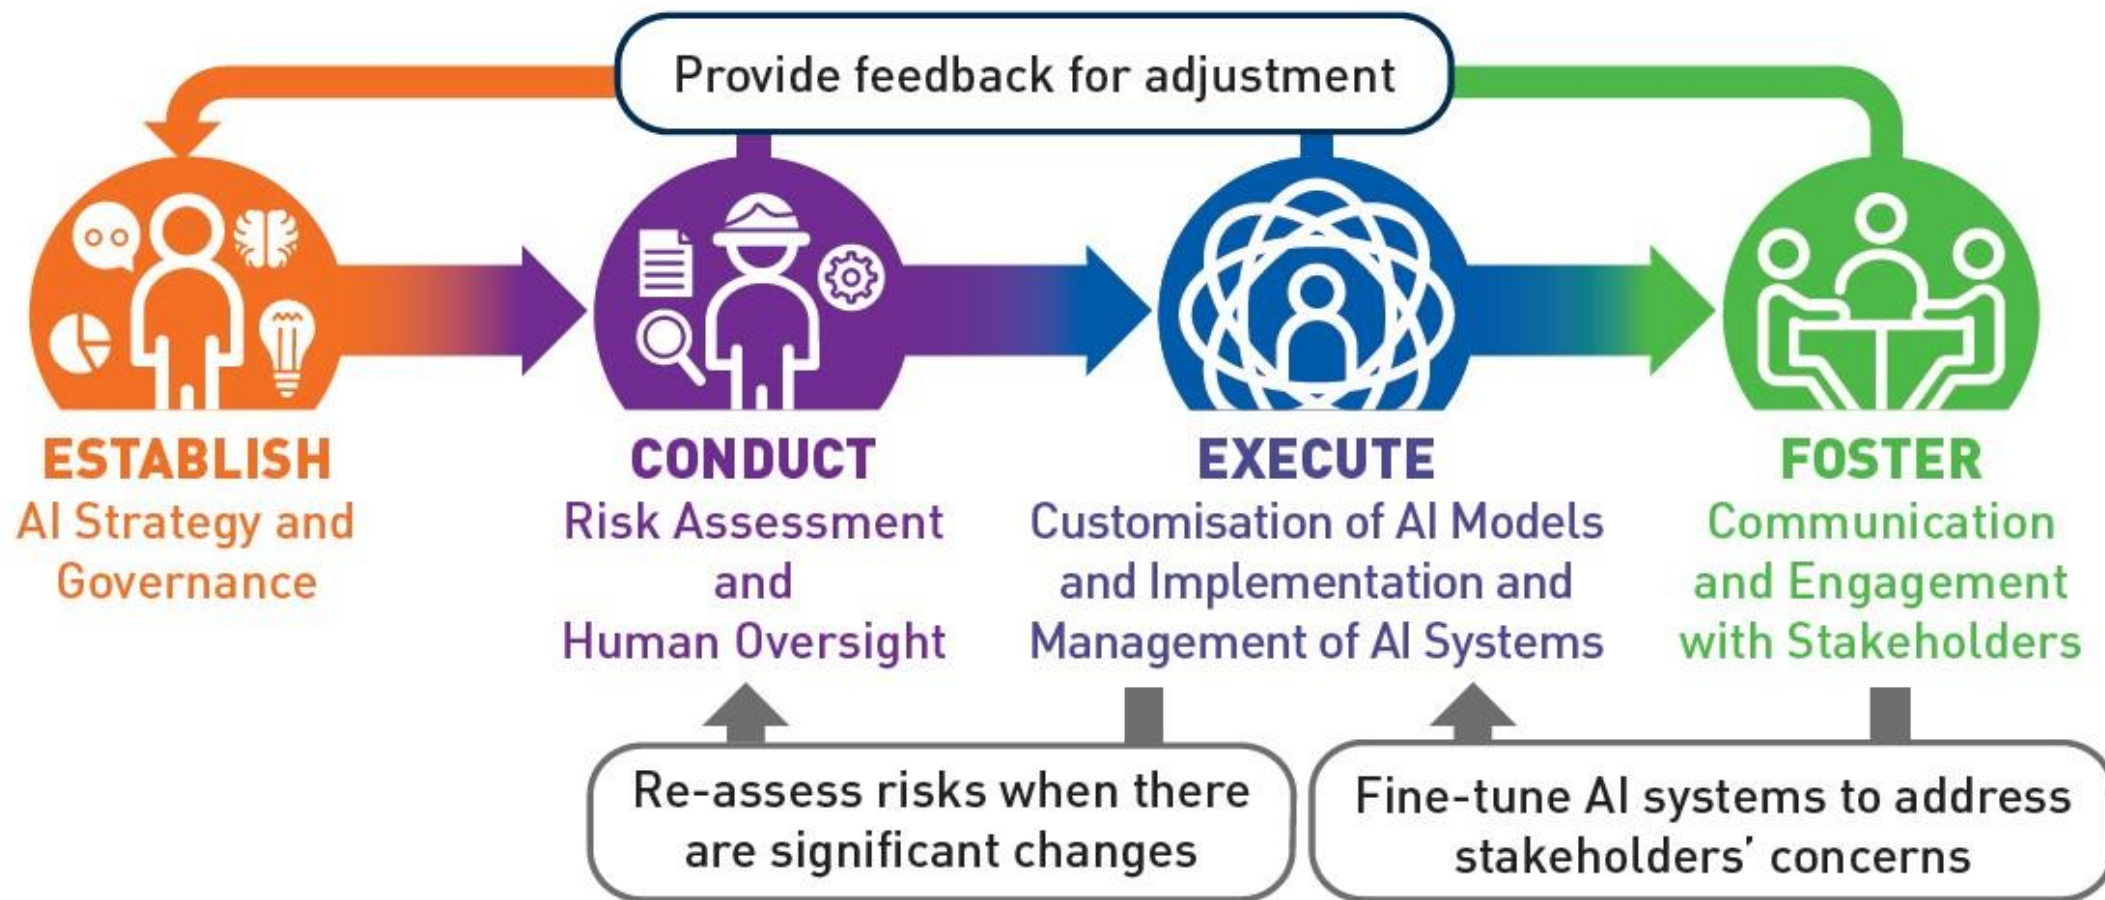 Provide feedback for adjustment
ESTABLISH
AI Strategy and
Governance
CONDUCT
Risk Assessment
and
Human Oversight
EXECUTE
Customisation of AI Models
and Implementation and
Management of AI Systems
FOSTER
Communication
and Engagement
with Stakeholders
Re-assess risks when there
are significant changes
Fine-tune AI systems to address
stakeholders’ concerns